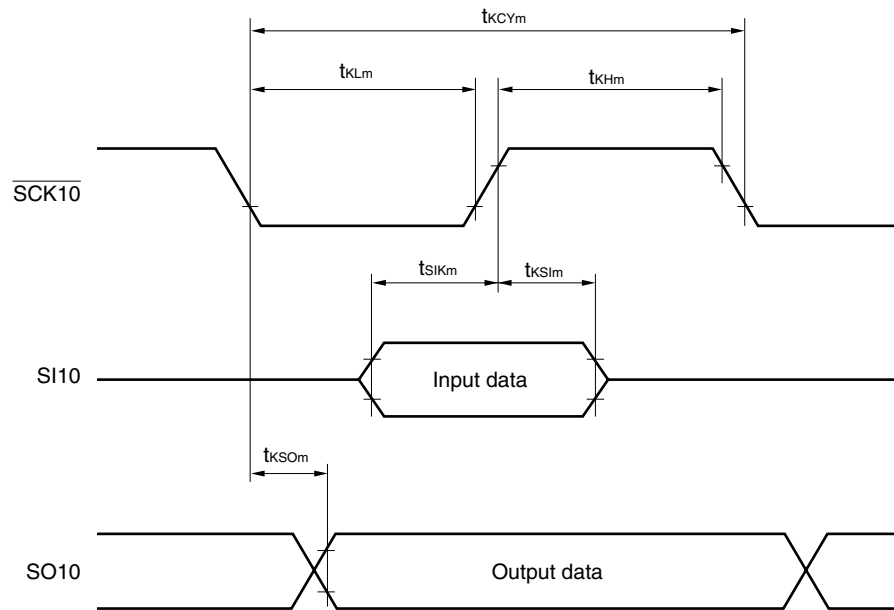 tKCYm
tKLm
tKHm
SCK10
tSIKm
tKSIm
SI10
Input data
tKSOm
SO10
Output data